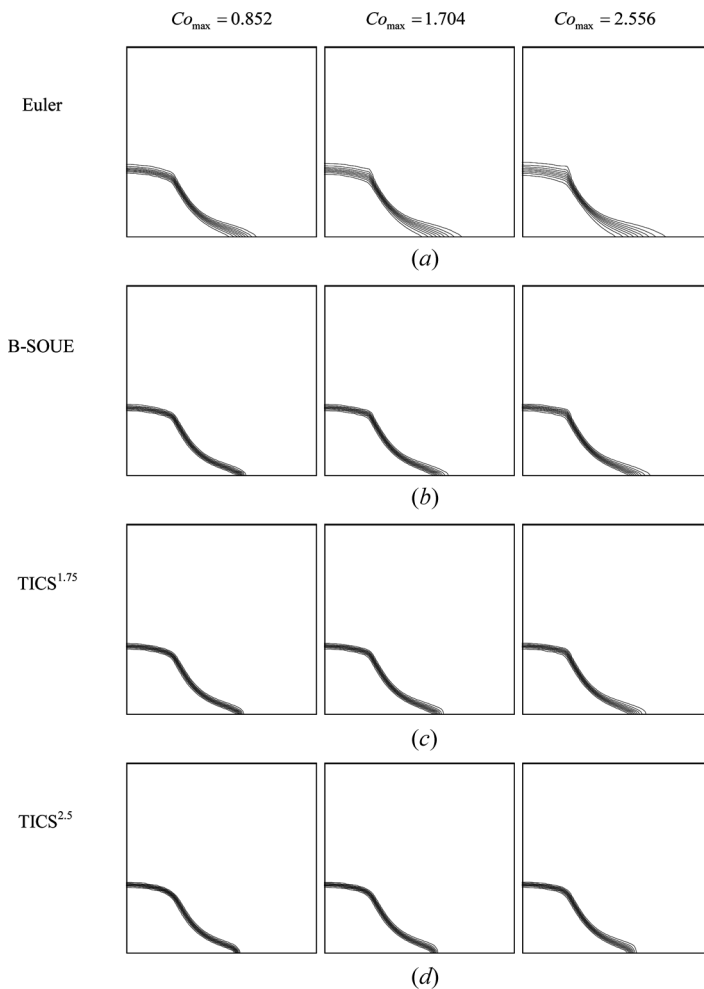 Co_max = 0.852 Co_max = 1.704 Co_max = 2.556
Euler
(a)
B-SOUE
(b)
TICS^1.75
(c)
TICS^2.5
(d)